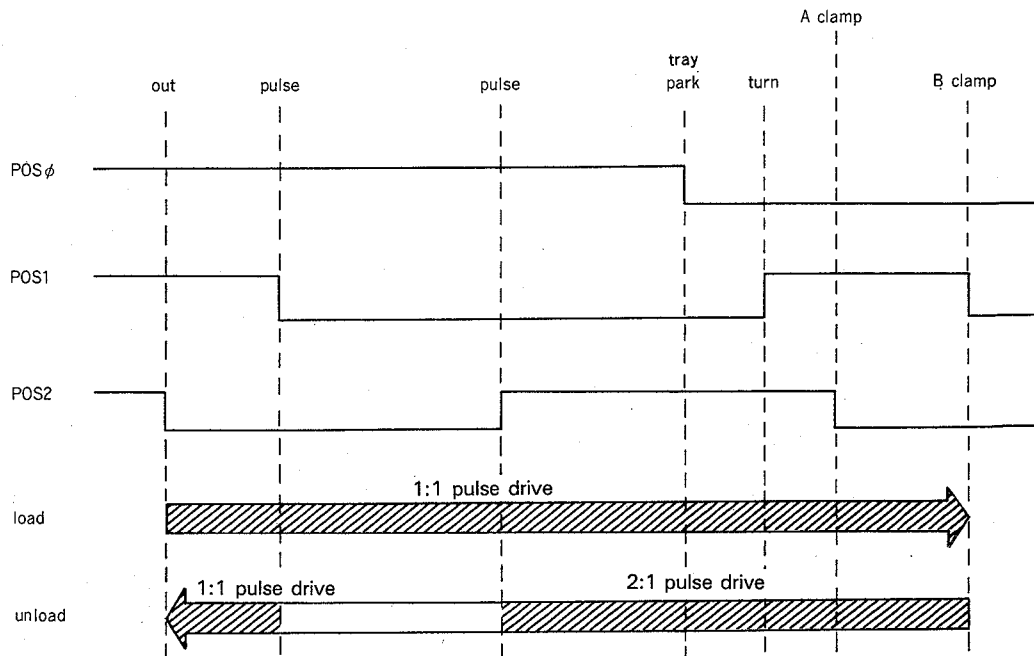 A clamp
tray
out pulse pulse park turn B clamp
POSϕ
POS1
POS2
1:1 pulse drive
load
1:1 pulse drive 2:1 pulse drive
unload